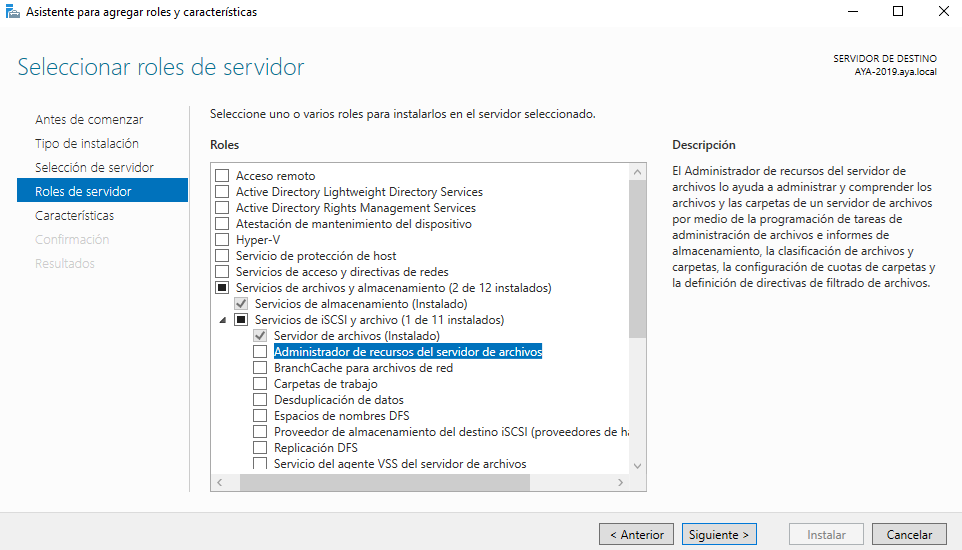 Asistente para agregar roles y características
Seleccionar roles de servidor
SERVIDOR DE DESTINO
AYA-2019.aya.local
Antes de comenzar
Tipo de instalación
Selección de servidor
Roles de servidor
Características
Confirmación
Resultados
Seleccione uno o varios roles para instalarlos en el servidor seleccionado.
Roles
Acceso remoto
Active Directory Lightweight Directory Services
Active Directory Rights Management Services
Atestación de mantenimiento del dispositivo
Hyper-V
Servicio de protección de host
Servicios de acceso y directivas de redes
Servicios de archivos y almacenamiento (2 de 12 instalados)
Servicios de almacenamiento (Instalado)
Servicios de iSCSI y archivo (1 de 11 instalados)
Servidor de archivos (Instalado)
Administrador de recursos del servidor de archivos
BranchCache para archivos de red
Carpetas de trabajo
Desduplicación de datos
Espacios de nombres DFS
Proveedor de almacenamiento del destino iSCSI (proveedores de ha
Replicación DFS
Servicio del agente VSS del servidor de archivos
Descripción
El Administrador de recursos del servidor de
archivos lo ayuda a administrar y comprender los
archivos y las carpetas de un servidor de archivos
por medio de la programación de tareas de
administración de archivos e informes de
almacenamiento, la clasificación de archivos y
carpetas, la configuración de cuotas de carpetas y
la definición de directivas de filtrado de archivos.
< Anterior
Siguiente >
Instalar
Cancelar